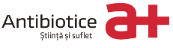 Antibiotice a+
Știință și suflet